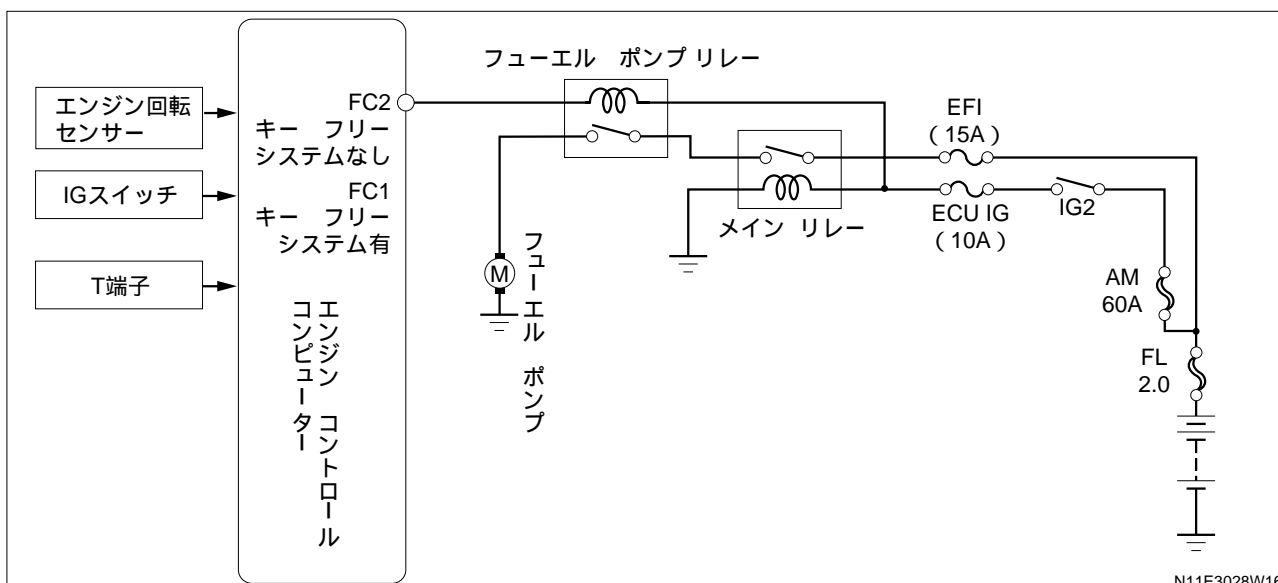 フューエル ポンプ リレー
エンジン回転
センサー
IGスイッチ
T端子
FC2
キー フリー
システムなし
FC1
キー フリー
システム有
エンジン コントロール
コンピューター
フューエル ポンプ
M
メイン リレー
EFI
(15A)
ECU IG
(10A)
IG2
AM
60A
FL
2.0
N11F3028W16